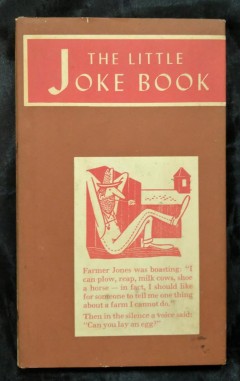 THE LITTLE
JOKE BOOK
Farmer Jones was boasting: "I
can plow, reap, milk cows, shoe
a horse — in fact, I should like
for someone to tell me one thing
about a farm I cannot do."
Then in the silence a voice said:
"Can you lay an egg?"